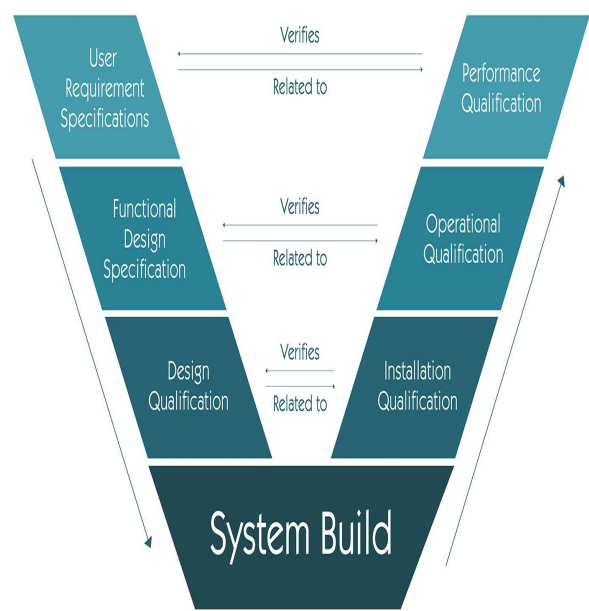 User
Requirement
Specifications
Verifies
Related to
Performance
Qualification
Functional
Design
Specification
Verifies
Related to
Operational
Qualification
Design
Qualification
Verifies
Related to
Installation
Qualification
System Build